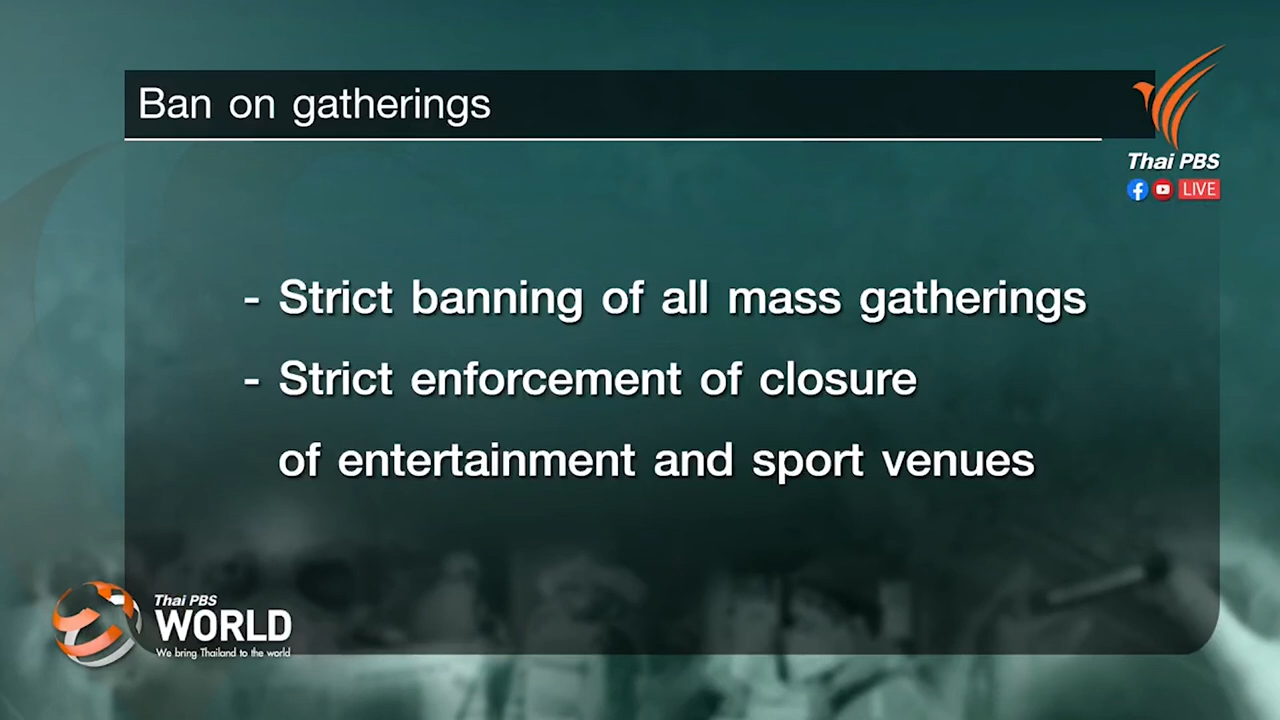 Ban on gatherings
Thai PBS
LIVE
- Strict banning of all mass gatherings
- Strict enforcement of closure
of entertainment and sport venues
Thai PBS
WORLD
We bring Thailand to the world